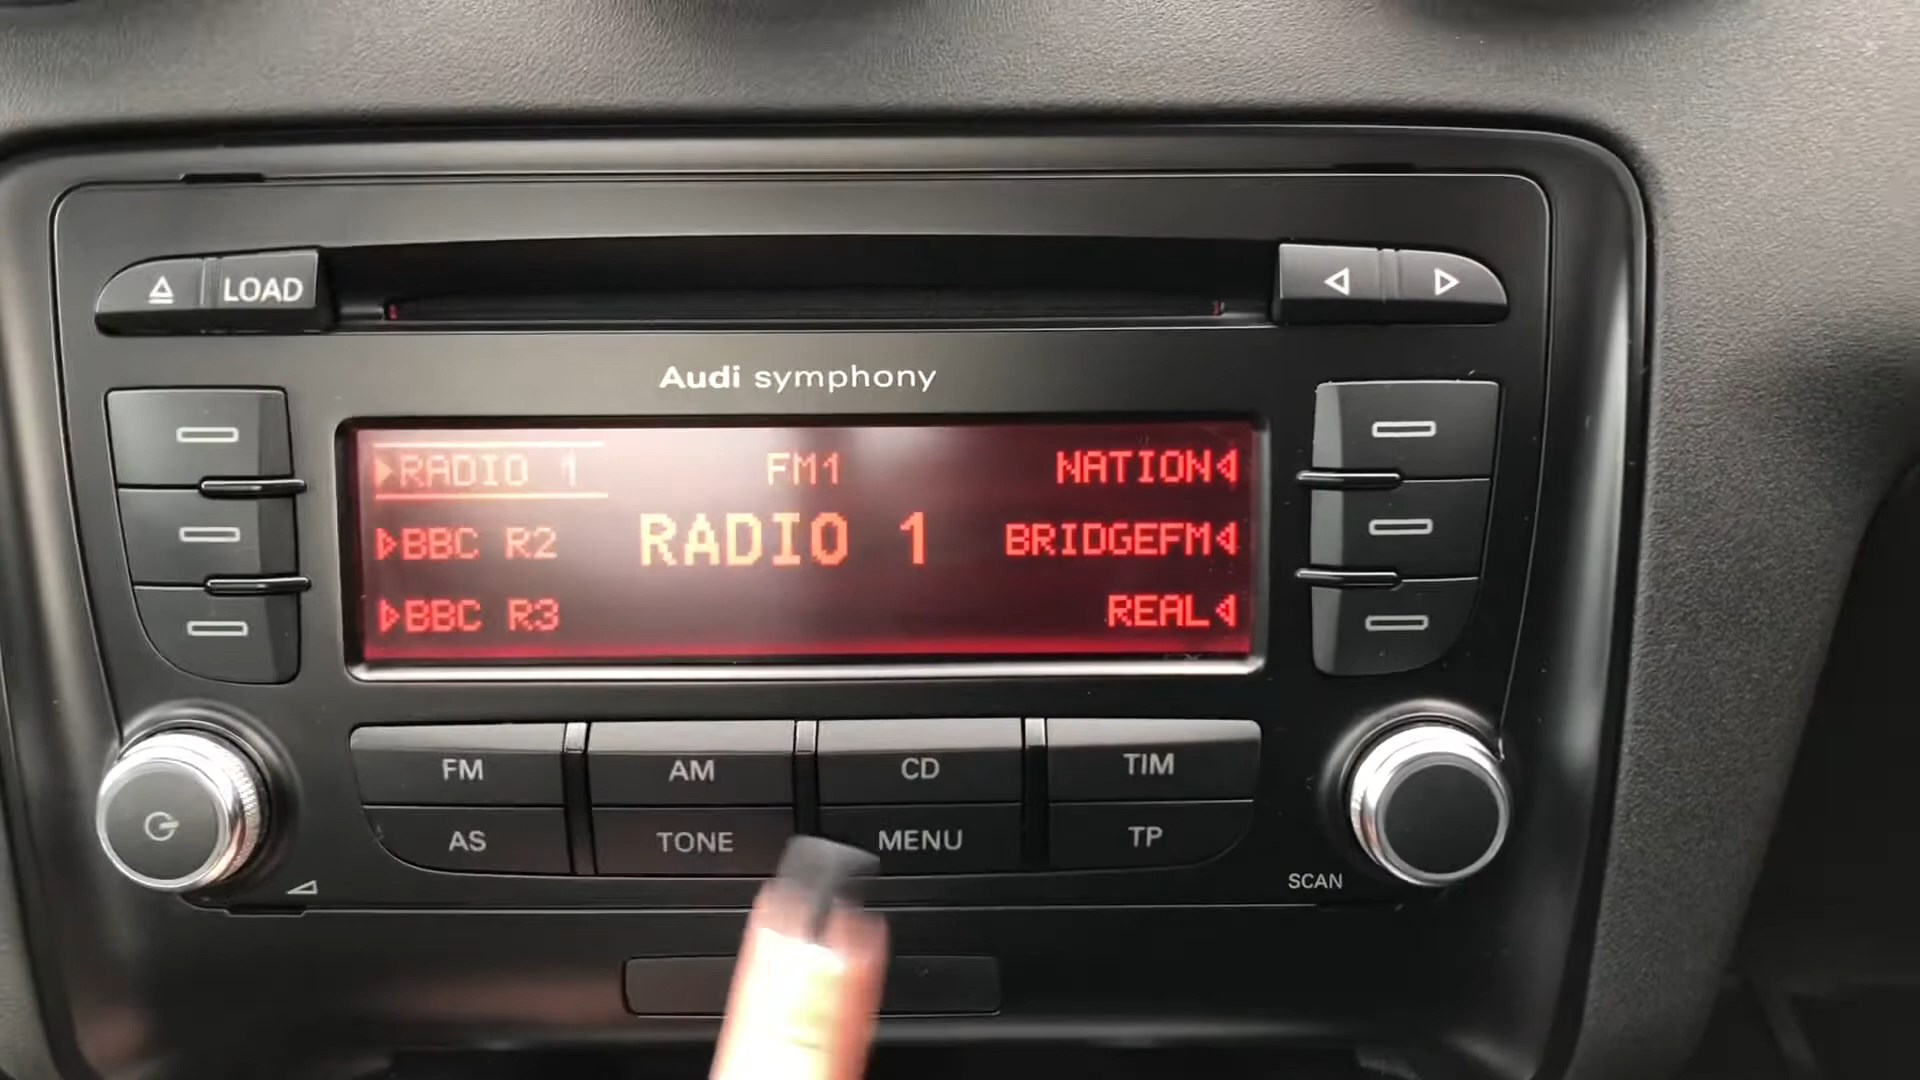 LOAD
Audi symphony
RADIO 1 FM1 NATION
BBC R2 RADIO 1 BRIDGEFM
BBC R3 REAL
FM AM CD TIM
AS TONE MENU TP
SCAN